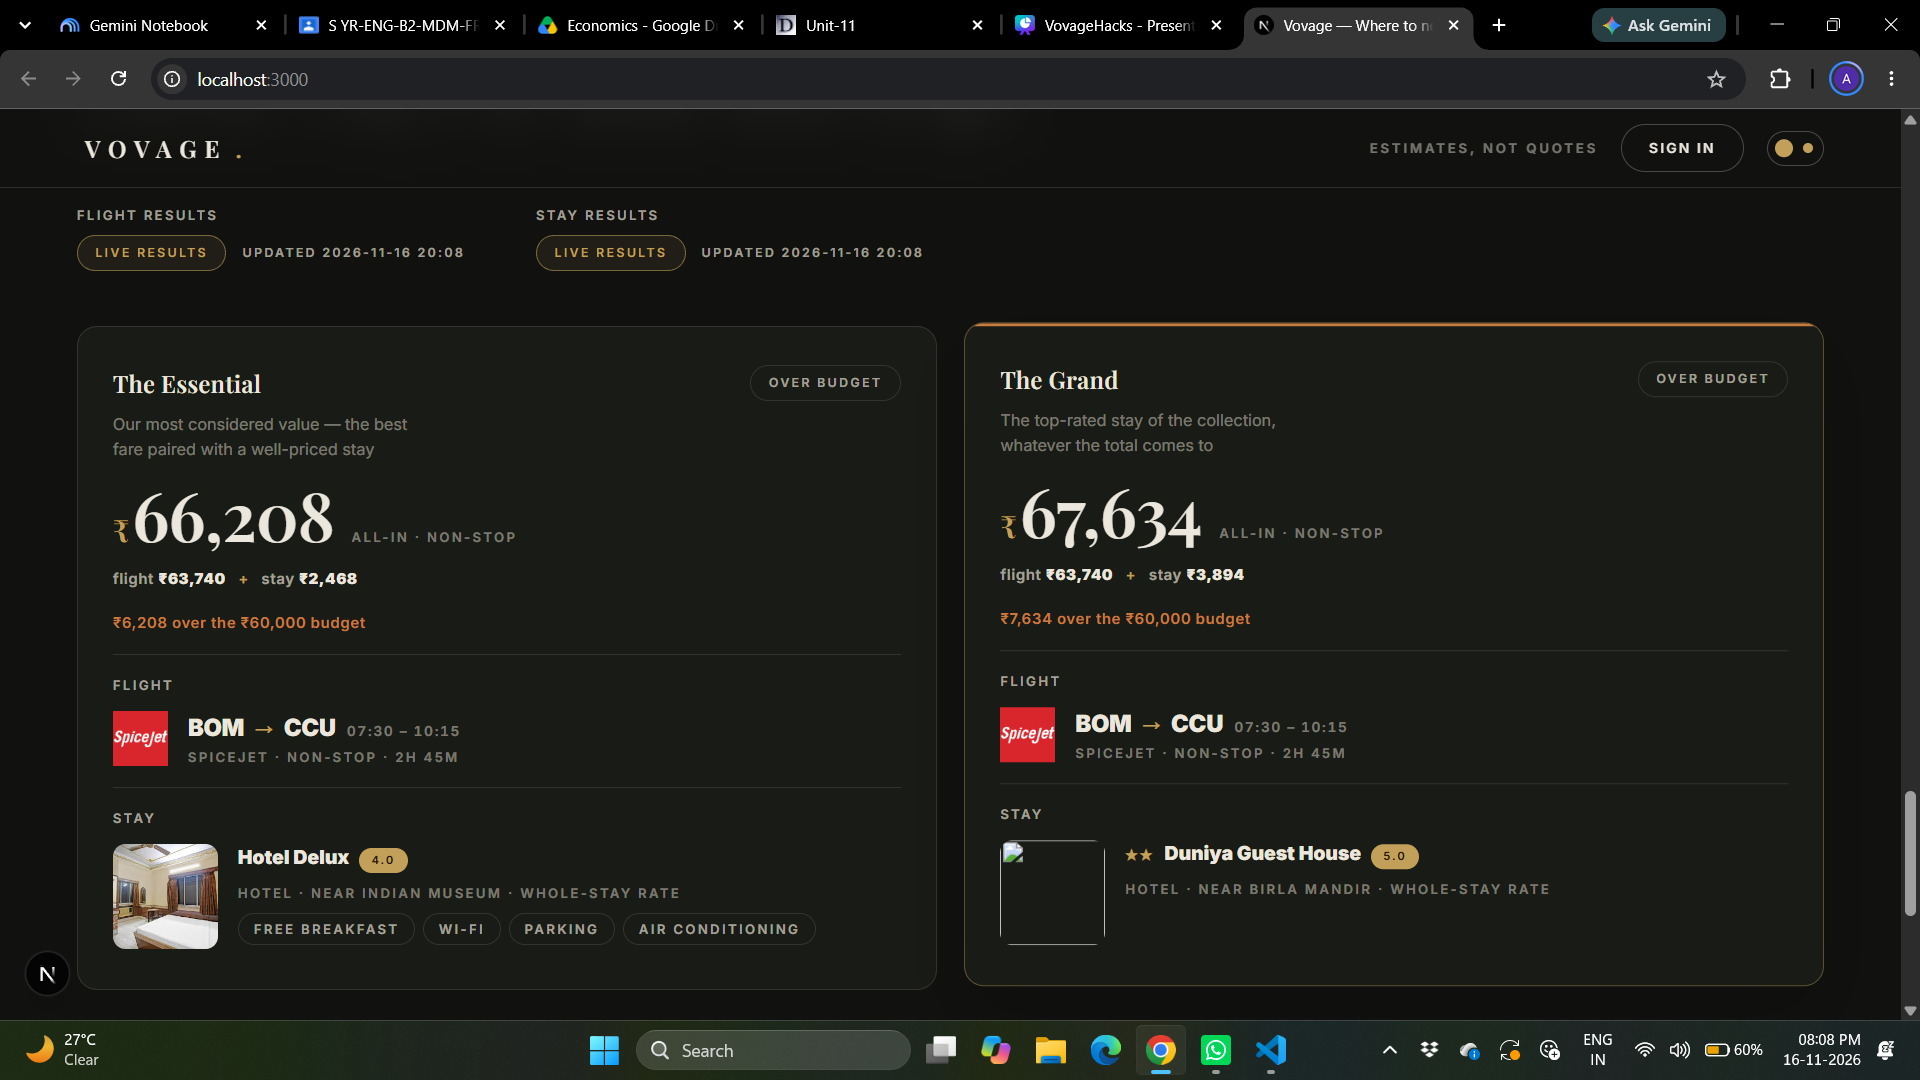 Gemini Notebook
S YR-ENG-B2-MDM-FR
Economics - Google D
Unit-11
VovageHacks - Present
Vovage — Where to n
Ask Gemini
localhost:3000
A
VOVAGE .
ESTIMATES, NOT QUOTES
SIGN IN
FLIGHT RESULTS
LIVE RESULTS UPDATED 2026-11-16 20:08
STAY RESULTS
LIVE RESULTS UPDATED 2026-11-16 20:08
The Essential
OVER BUDGET
Our most considered value — the best
fare paired with a well-priced stay
₹66,208 ALL-IN · NON-STOP
flight ₹63,740 + stay ₹2,468
₹6,208 over the ₹60,000 budget
FLIGHT
SpiceJet
BOM → CCU 07:30 – 10:15
SPICEJET · NON-STOP · 2H 45M
STAY
Hotel Delux 4.0
HOTEL · NEAR INDIAN MUSEUM · WHOLE-STAY RATE
FREE BREAKFAST
WI-FI
PARKING
AIR CONDITIONING
The Grand
OVER BUDGET
The top-rated stay of the collection,
whatever the total comes to
₹67,634 ALL-IN · NON-STOP
flight ₹63,740 + stay ₹3,894
₹7,634 over the ₹60,000 budget
FLIGHT
SpiceJet
BOM → CCU 07:30 – 10:15
SPICEJET · NON-STOP · 2H 45M
STAY
★★ Duniya Guest House 5.0
HOTEL · NEAR BIRLA MANDIR · WHOLE-STAY RATE
N
27°C
Clear
Search
ENG
IN
60%
08:08 PM
16-11-2026